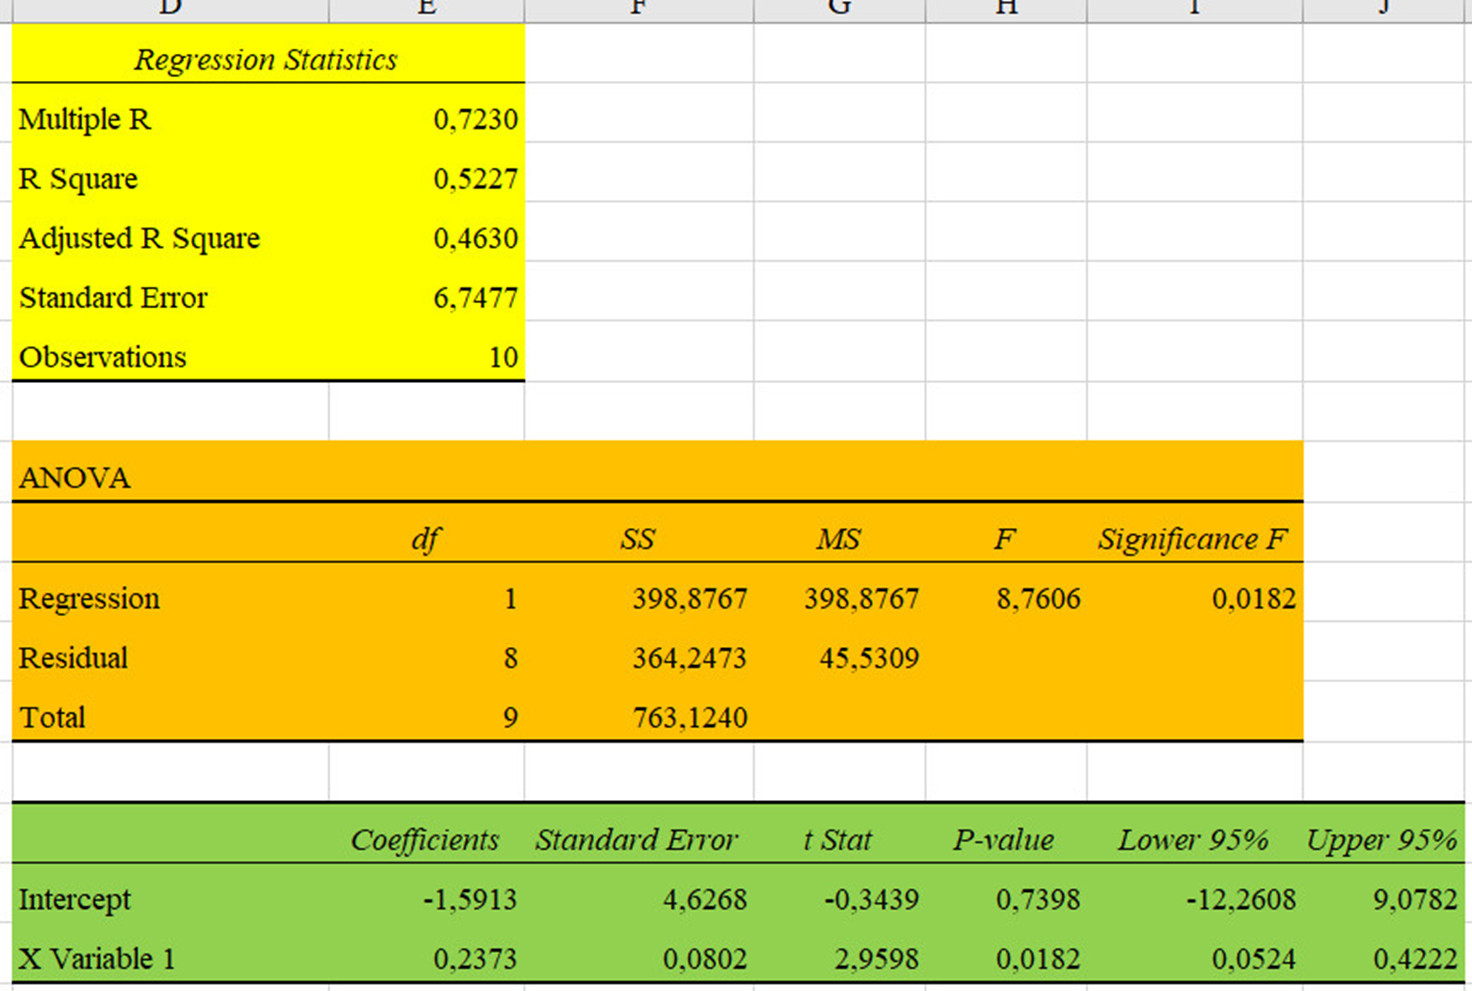 D E F G H I J
Regression Statistics
Multiple R 0,7230
R Square 0,5227
Adjusted R Square 0,4630
Standard Error 6,7477
Observations 10
ANOVA
df SS MS F Significance F
Regression 1 398,8767 398,8767 8,7606 0,0182
Residual 8 364,2473 45,5309
Total 9 763,1240
Coefficients Standard Error t Stat P-value Lower 95% Upper 95%
Intercept -1,5913 4,6268 -0,3439 0,7398 -12,2608 9,0782
X Variable 1 0,2373 0,0802 2,9598 0,0182 0,0524 0,4222